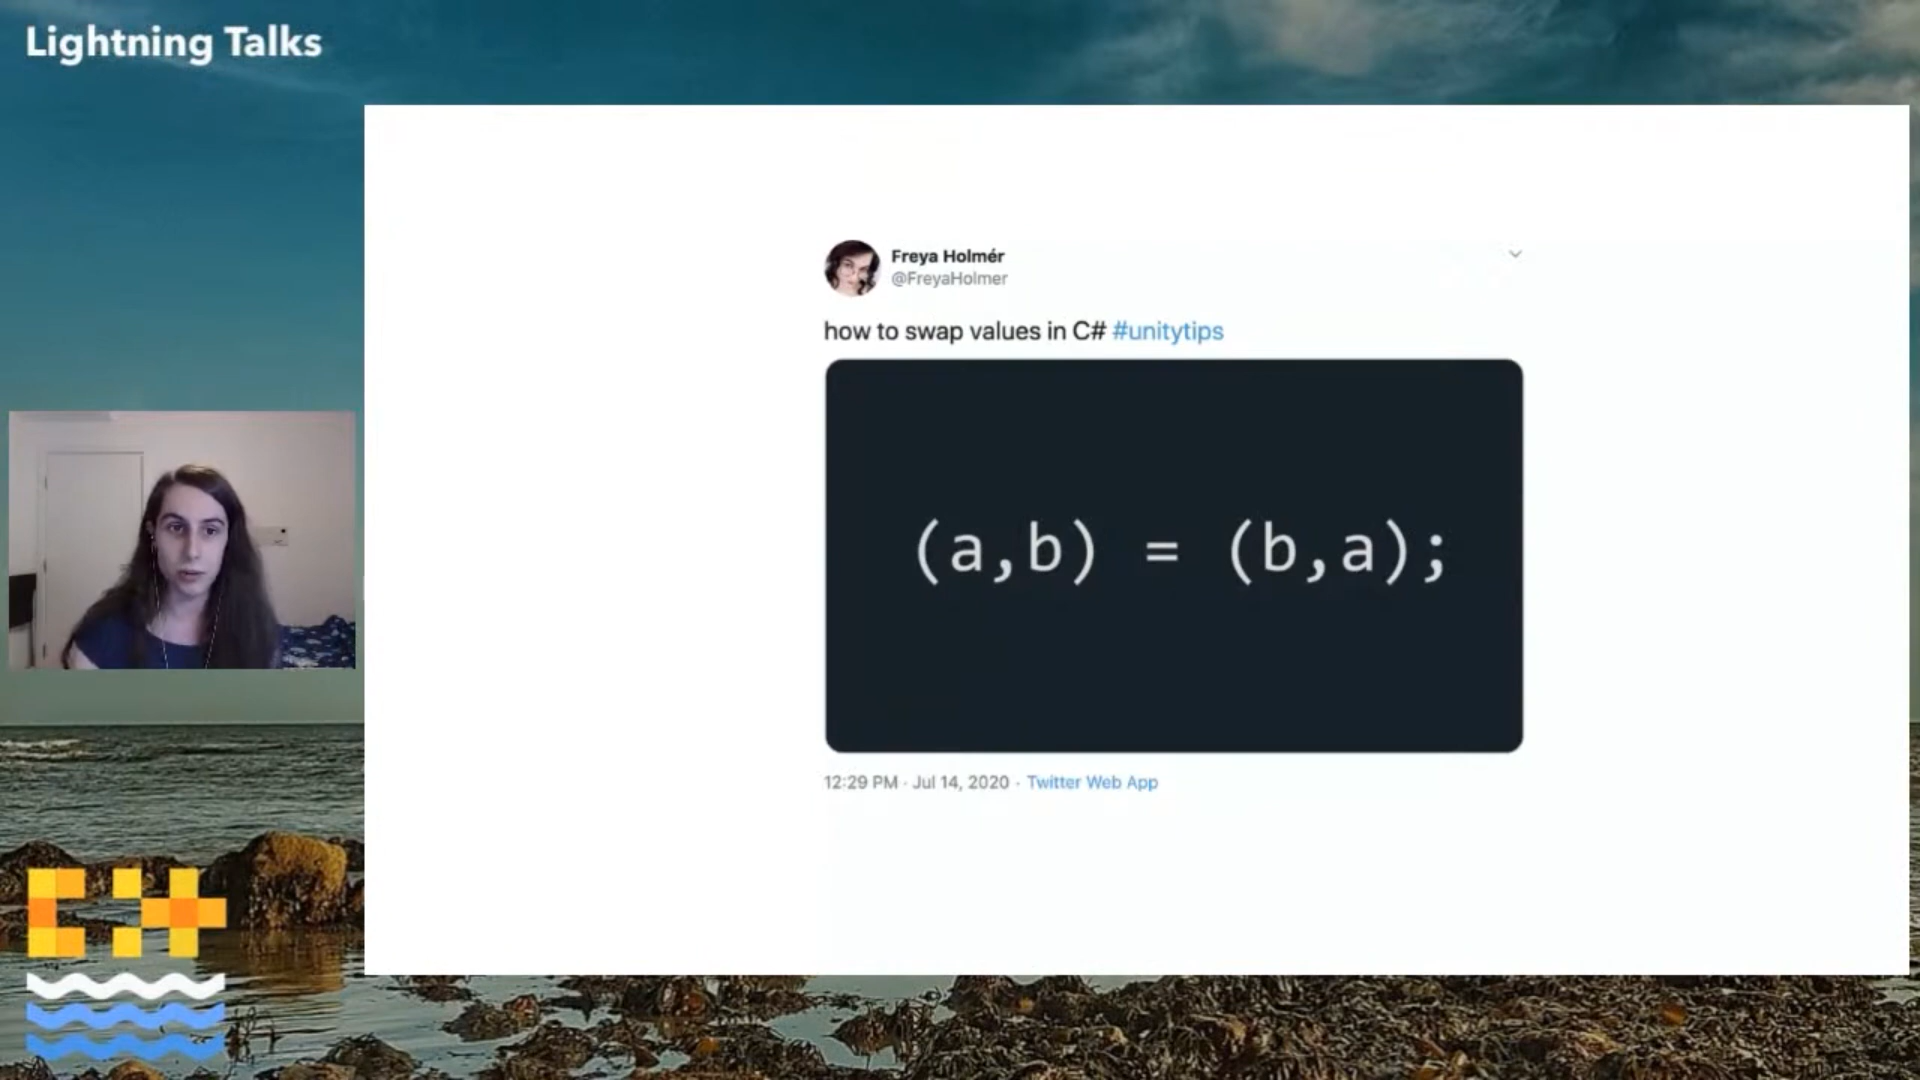 Lightning Talks
Freya Holmér
@FreyaHolmer
how to swap values in C# #unitytips
(a,b) = (b,a);
12:29 PM · Jul 14, 2020 · Twitter Web App
C++